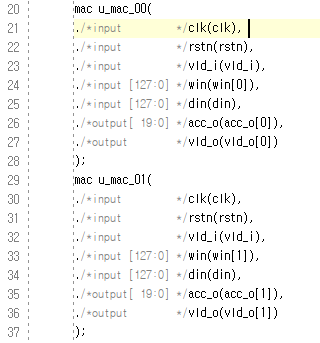 20 mac u_mac_00(
21 ./*input        */clk(clk),
22 ./*input        */rstn(rstn),
23 ./*input        */vld_i(vld_i),
24 ./*input [127:0] */win(win[0]),
25 ./*input [127:0] */din(din),
26 ./*output[ 19:0] */acc_o(acc_o[0]),
27 ./*output       */vld_o(vld_o[0])
28 );
29 mac u_mac_01(
30 ./*input        */clk(clk),
31 ./*input        */rstn(rstn),
32 ./*input        */vld_i(vld_i),
33 ./*input [127:0] */win(win[1]),
34 ./*input [127:0] */din(din),
35 ./*output[ 19:0] */acc_o(acc_o[1]),
36 ./*output       */vld_o(vld_o[1])
37 );